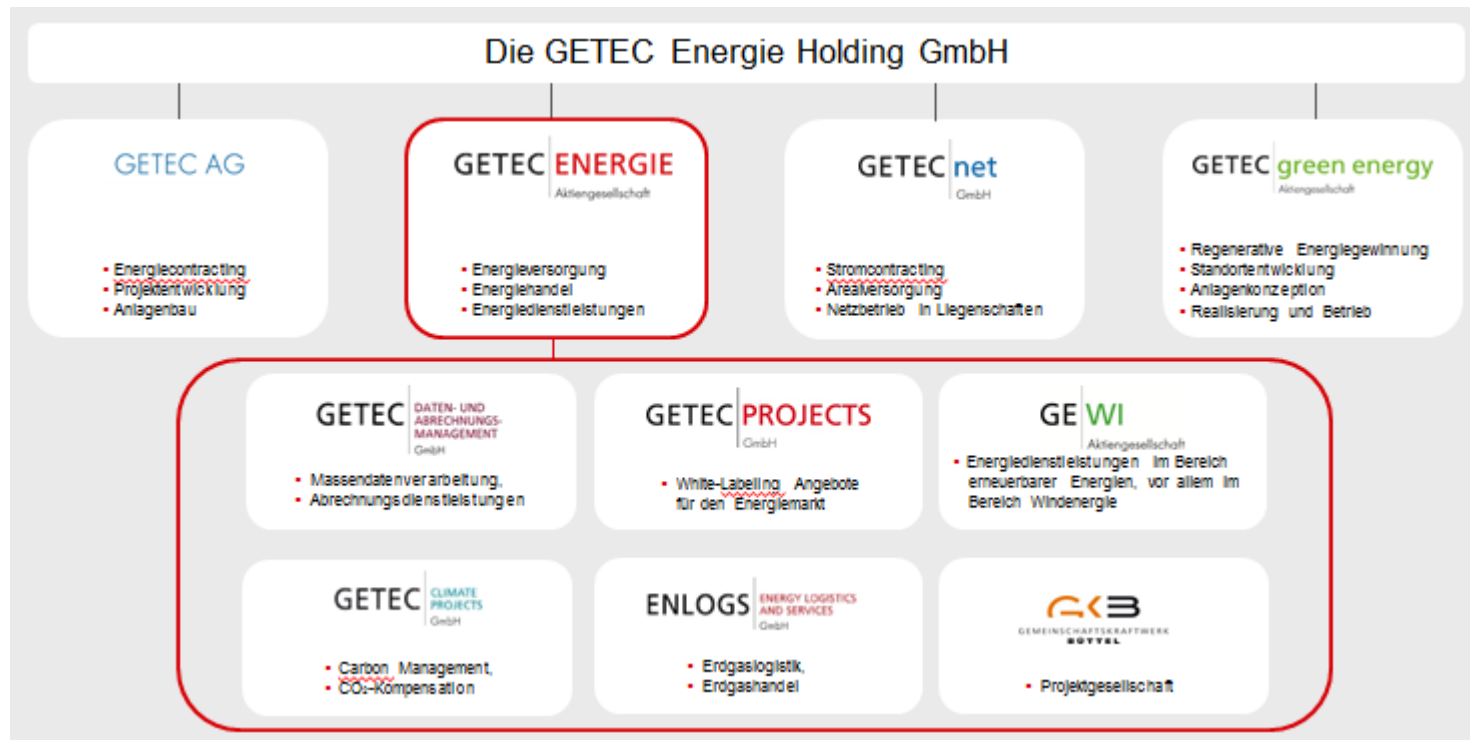 Die GETEC Energie Holding GmbH
GETEC AG
▪ Energiecontracting
▪ Projektentwicklung
▪ Anlagenbau
GETEC ENERGIE
Aktiengesellschaft
▪ Energieversorgung
▪ Energiehandel
▪ Energiedienstleistungen
GETEC net
GmbH
▪ Stromcontracting
▪ Arealversorgung
▪ Netzbetrieb in Liegenschaften
GETEC green energy
Aktiengesellschaft
▪ Regenerative Energiegewinnung
▪ Standortentwicklung
▪ Anlagenkonzeption
▪ Realisierung und Betrieb
GETEC DATEN- UND
ABRECHNUNGS-
MANAGEMENT
GmbH
▪ Massendatenverarbeitung,
▪ Abrechnungsdienstleistungen
GETEC PROJECTS
GmbH
▪ White-Labeling Angebote
für den Energiemarkt
GEWI
Aktiengesellschaft
▪ Energiedienstleistungen im Bereich
erneuerbarer Energien, vor allem im
Bereich Windenergie
GETEC CLIMATE
PROJECTS
GmbH
▪ Carbon Management,
▪ CO₂-Kompensation
ENLOGS ENERGY LOGISTICS
AND SERVICES
GmbH
▪ Erdgaslogistik,
▪ Erdgashandel
GKB
GEMEINSCHAFTSKRAFTWERK
BÜTTEL
▪ Projektgesellschaft